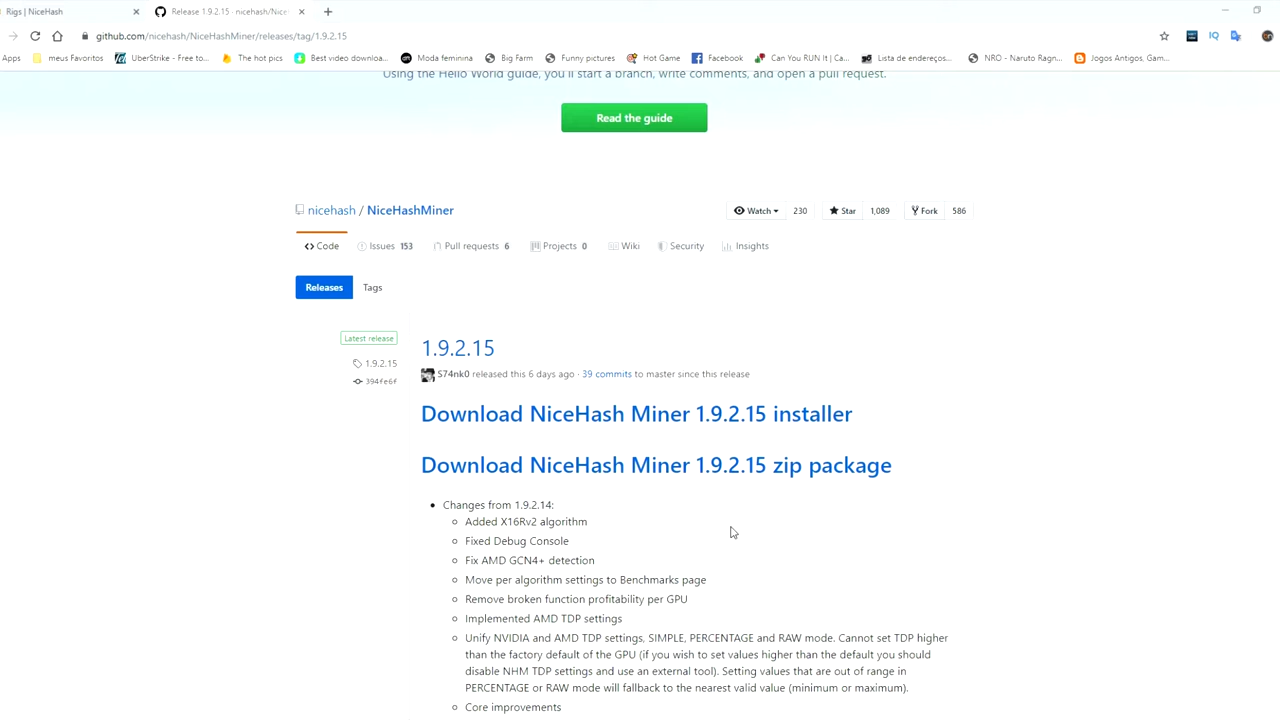 Rigs | NiceHash
Release 1.9.2.15 · nicehash/Nice
github.com/nicehash/NiceHashMiner/releases/tag/1.9.2.15
IQ
Apps meus Favoritos UberStrike - Free to... The hot pics Best video downloa... Moda feminina Big Farm Funny pictures Hot Game Facebook Can You RUN It | Ca... Lista de endereços... NRO - Naruto Ragn... Jogos Antigos, Gam...
Using the Hello World guide, you'll start a branch, write comments, and open a pull request.
Read the guide
nicehash / NiceHashMiner Watch 230 Star 1,089 Fork 586
Code Issues 153 Pull requests 6 Projects 0 Wiki Security Insights
Releases Tags
Latest release
1.9.2.15
394fe6f
1.9.2.15
S74nk0 released this 6 days ago · 39 commits to master since this release
Download NiceHash Miner 1.9.2.15 installer
Download NiceHash Miner 1.9.2.15 zip package
• Changes from 1.9.2.14:
Added X16Rv2 algorithm
Fixed Debug Console
Fix AMD GCN4+ detection
Move per algorithm settings to Benchmarks page
Remove broken function profitability per GPU
Implemented AMD TDP settings
Unify NVIDIA and AMD TDP settings, SIMPLE, PERCENTAGE and RAW mode. Cannot set TDP higher
than the factory default of the GPU (if you wish to set values higher than the default you should
disable NHM TDP settings and use an external tool). Setting values that are out of range in
PERCENTAGE or RAW mode will fallback to the nearest valid value (minimum or maximum).
Core improvements